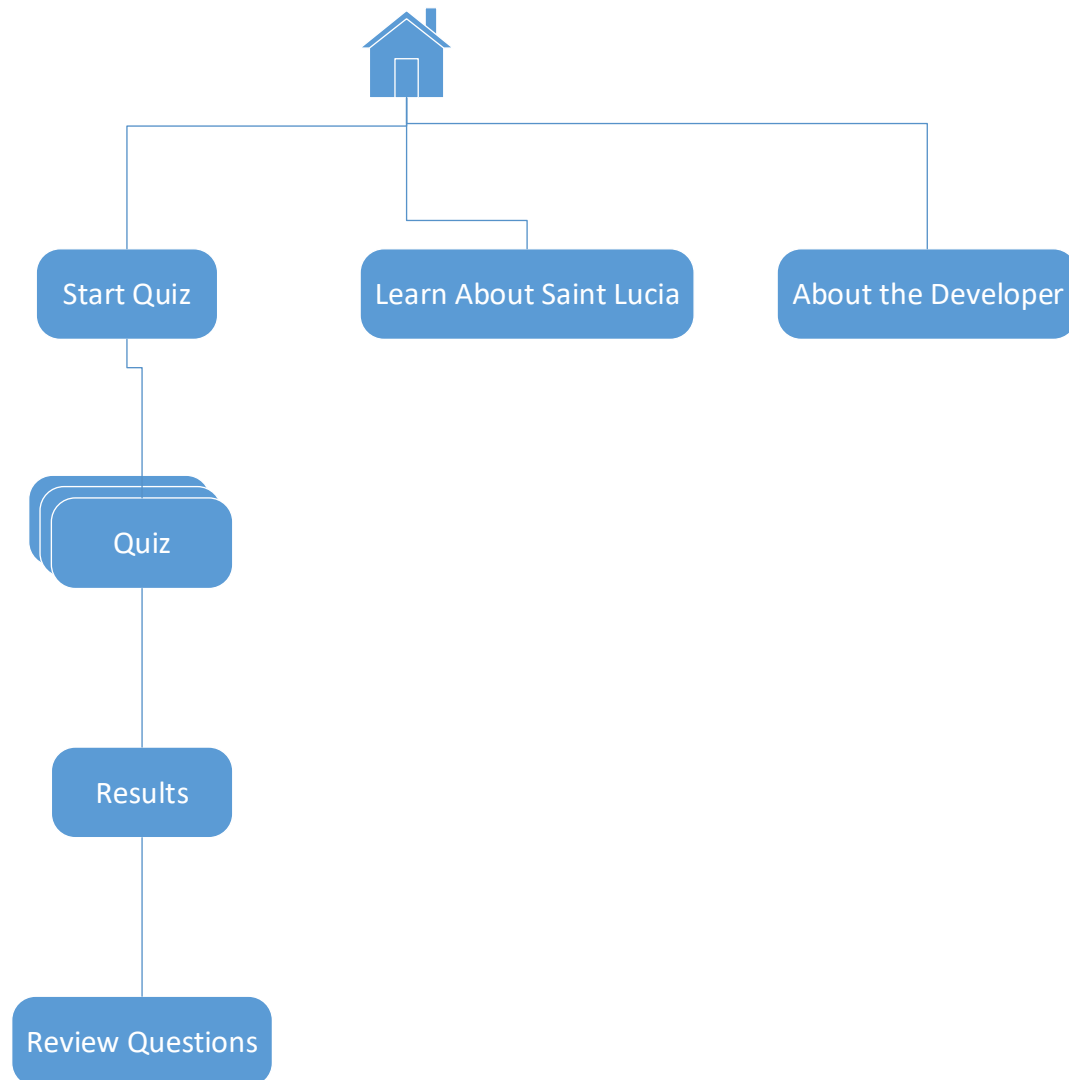 Start Quiz
Learn About Saint Lucia
About the Developer
Quiz
Results
Review Questions